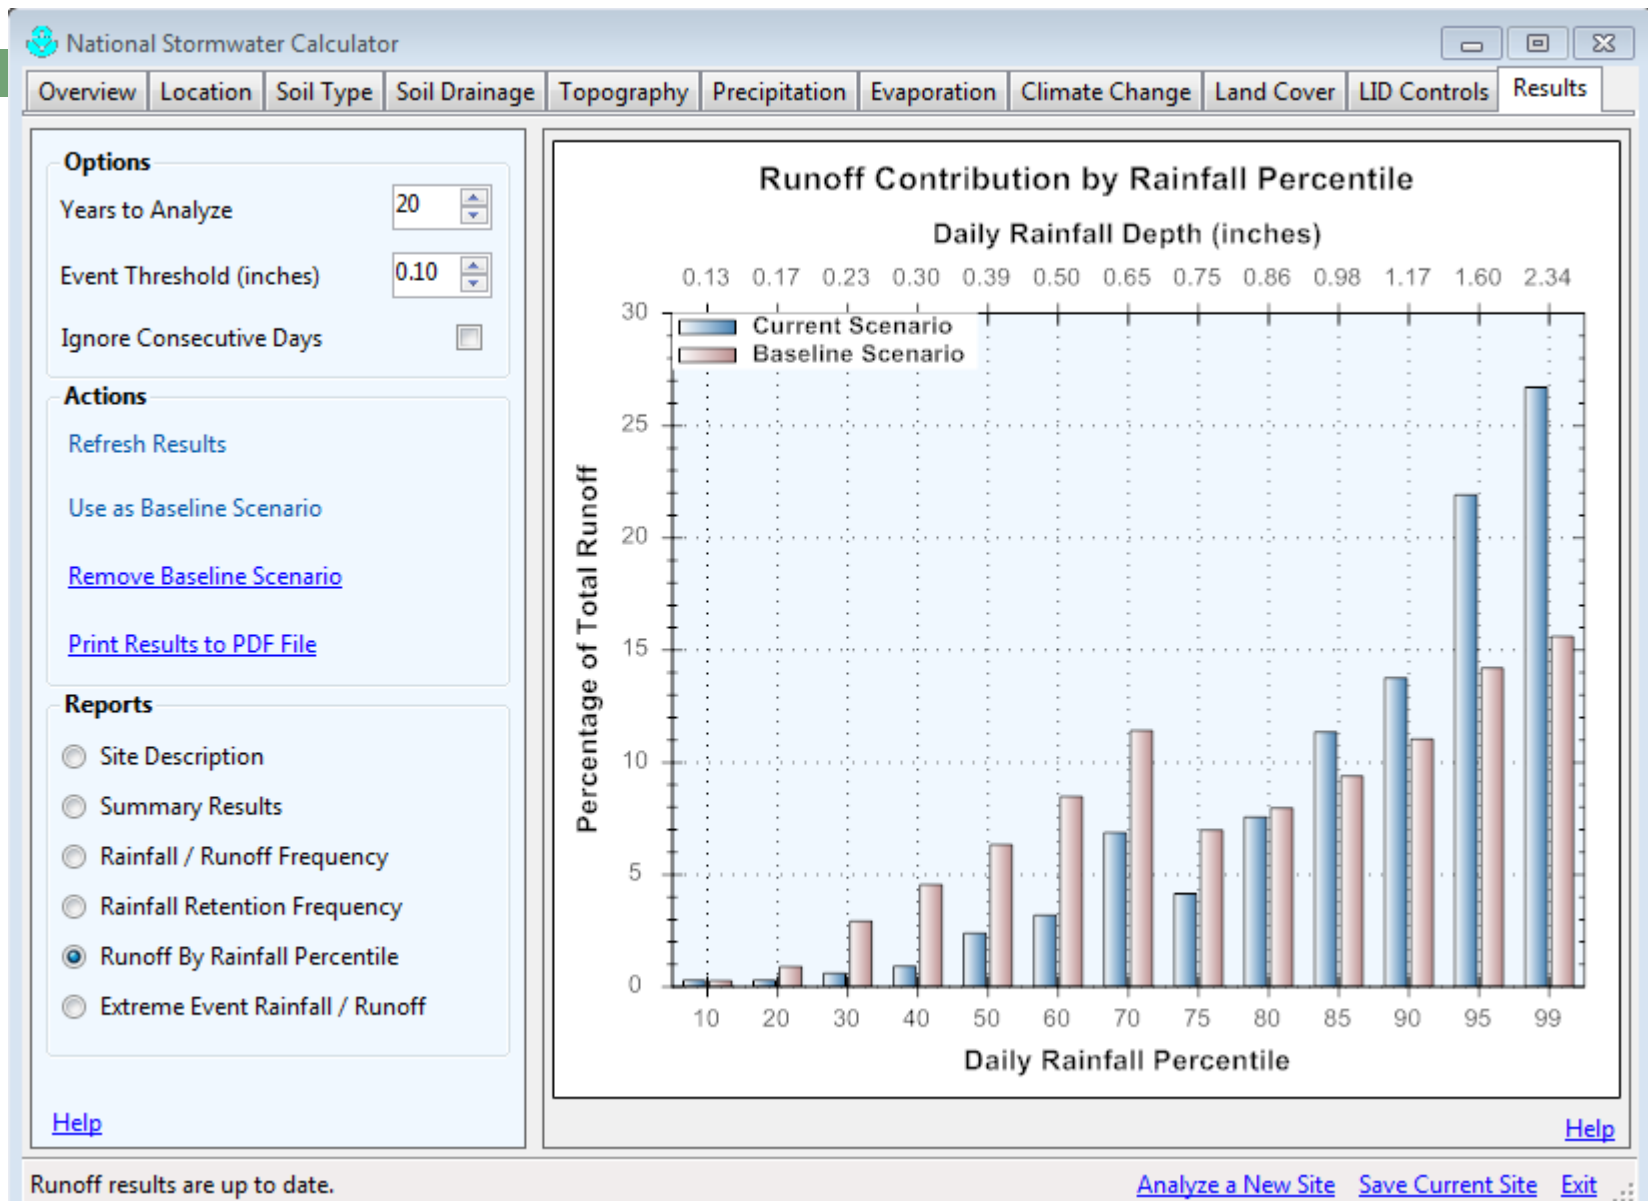 National Stormwater Calculator
Overview Location Soil Type Soil Drainage Topography Precipitation Evaporation Climate Change Land Cover LID Controls Results
Options
Years to Analyze 20
Event Threshold (inches) 0.10
Ignore Consecutive Days
Actions
Refresh Results
Use as Baseline Scenario
Remove Baseline Scenario
Print Results to PDF File
Reports
Site Description
Summary Results
Rainfall / Runoff Frequency
Rainfall Retention Frequency
Runoff By Rainfall Percentile
Extreme Event Rainfall / Runoff
Help
Runoff Contribution by Rainfall Percentile
Daily Rainfall Depth (inches)
0.13 0.17 0.23 0.30 0.39 0.50 0.65 0.75 0.86 0.98 1.17 1.60 2.34
Current Scenario
Baseline Scenario
Percentage of Total Runoff
30
25
20
15
10
5
0
10 20 30 40 50 60 70 75 80 85 90 95 99
Daily Rainfall Percentile
Help
Runoff results are up to date.
Analyze a New Site Save Current Site Exit